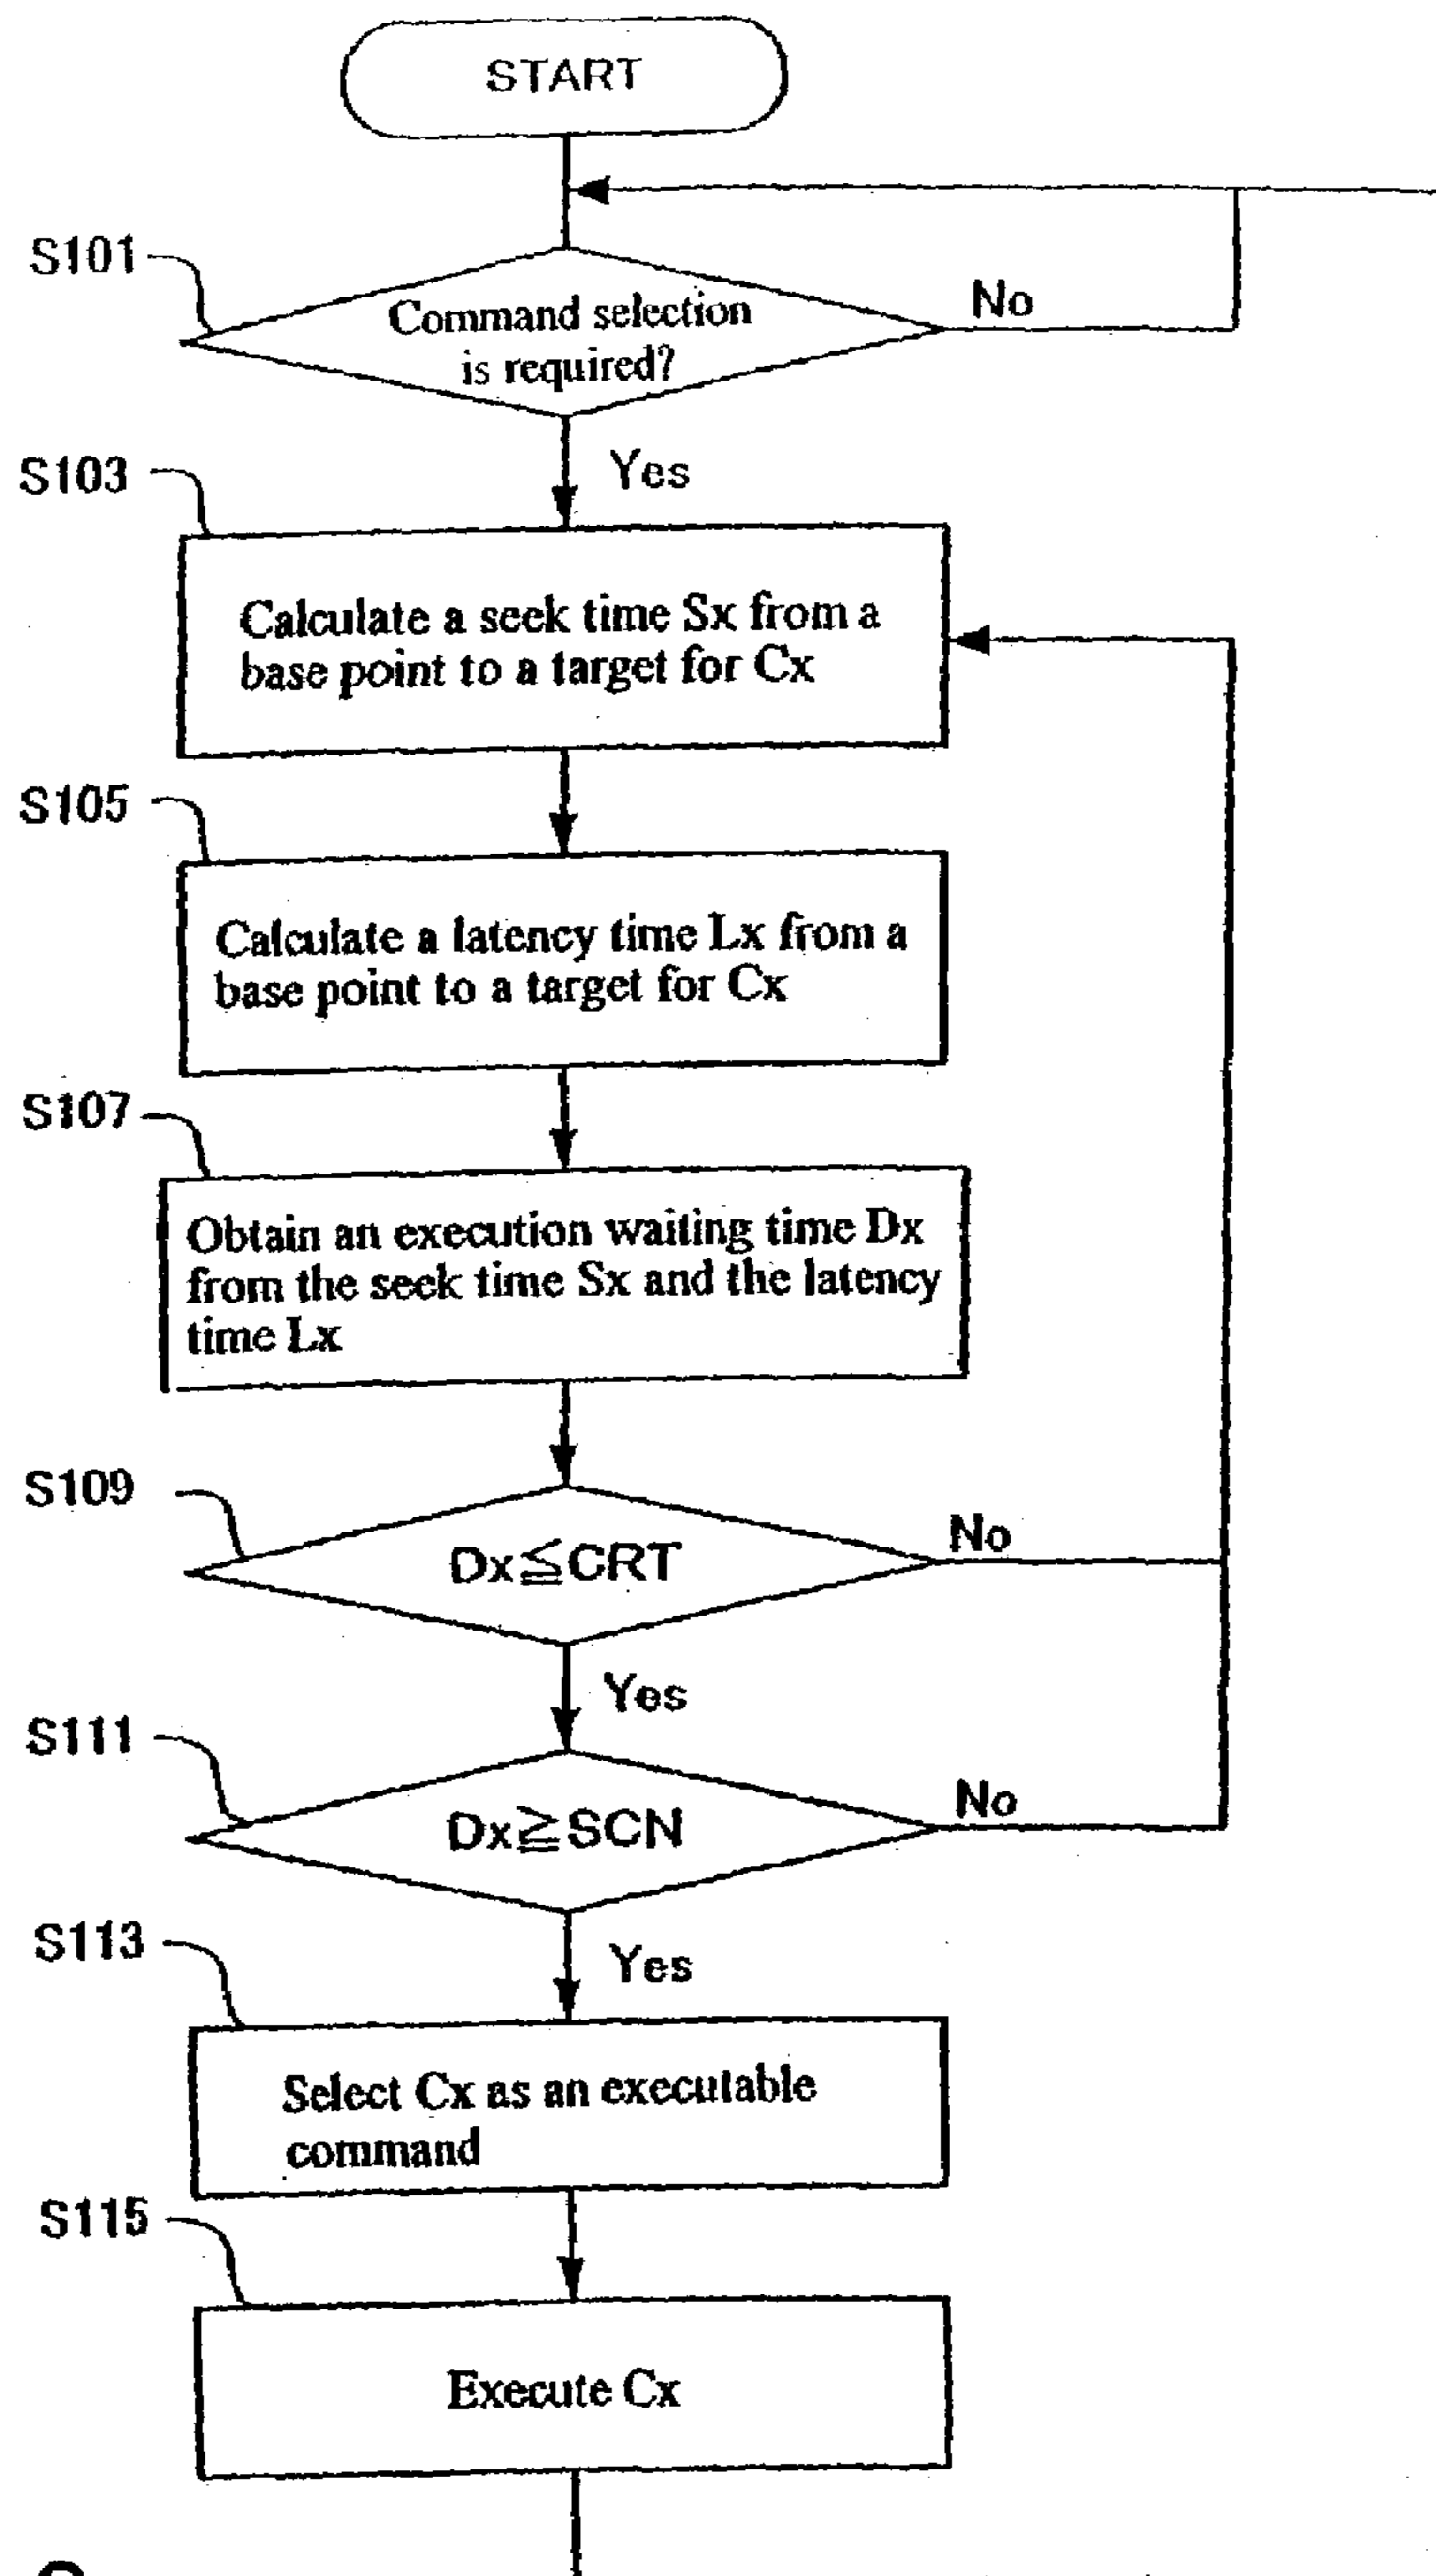 START
S101
Command selection
is required?
No
Yes
S103
Calculate a seek time Sx from a
base point to a target for Cx
S105
Calculate a latency time Lx from a
base point to a target for Cx
S107
Obtain an execution waiting time Dx
from the seek time Sx and the latency
time Lx
S109
Dx≦CRT
No
Yes
S111
Dx≧SCN
No
Yes
S113
Select Cx as an executable
command
S115
Execute Cx